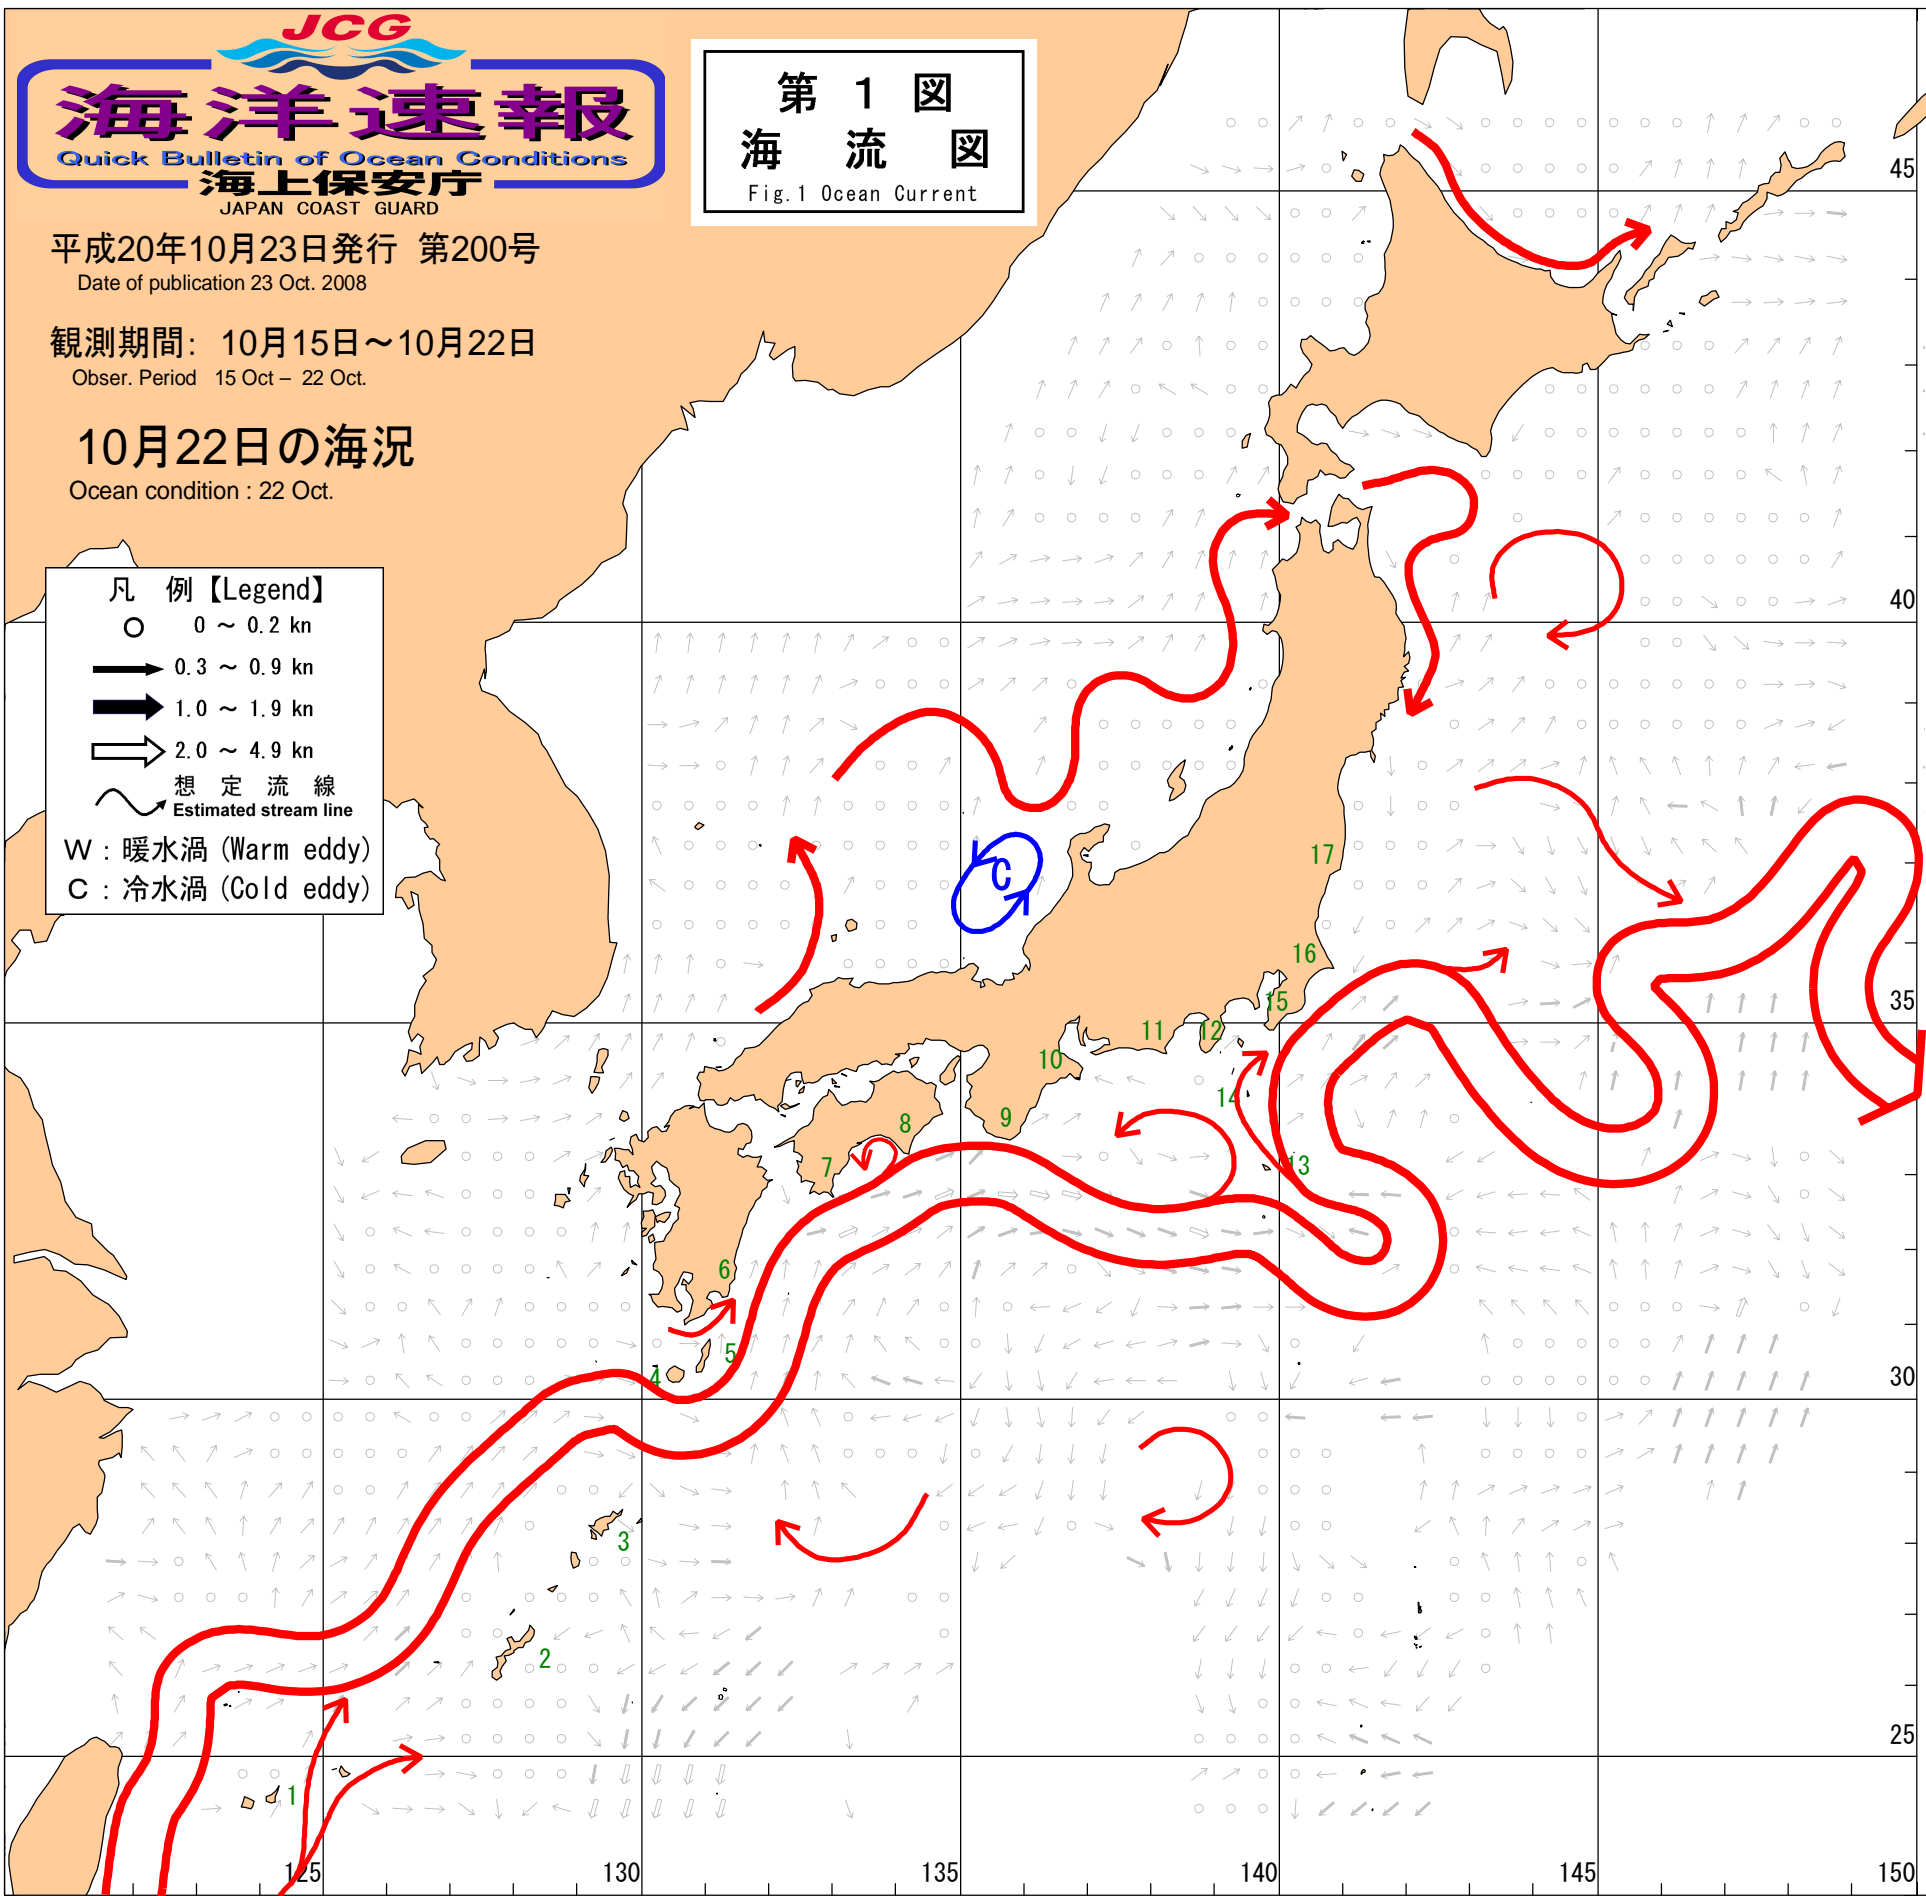 JCG
海洋速報
Quick Bulletin of Ocean Conditions
海上保安庁
JAPAN COAST GUARD
平成20年10月23日発行 第200号
Date of publication 23 Oct. 2008
観測期間: 10月15日～10月22日
Obser. Period 15 Oct – 22 Oct.
10月22日の海況
Ocean condition : 22 Oct.
第 1 図
海 流 図
Fig.1 Ocean Current
凡 例【Legend】
0 ～ 0.2 kn
0.3 ～ 0.9 kn
1.0 ～ 1.9 kn
2.0 ～ 4.9 kn
想 定 流 線
Estimated stream line
W : 暖水渦 (Warm eddy)
C : 冷水渦 (Cold eddy)
45
40
35
30
25
125
130
135
140
145
150
C
17
16
15
12
11
10
14
9
8
7
13
6
5
4
3
2
1